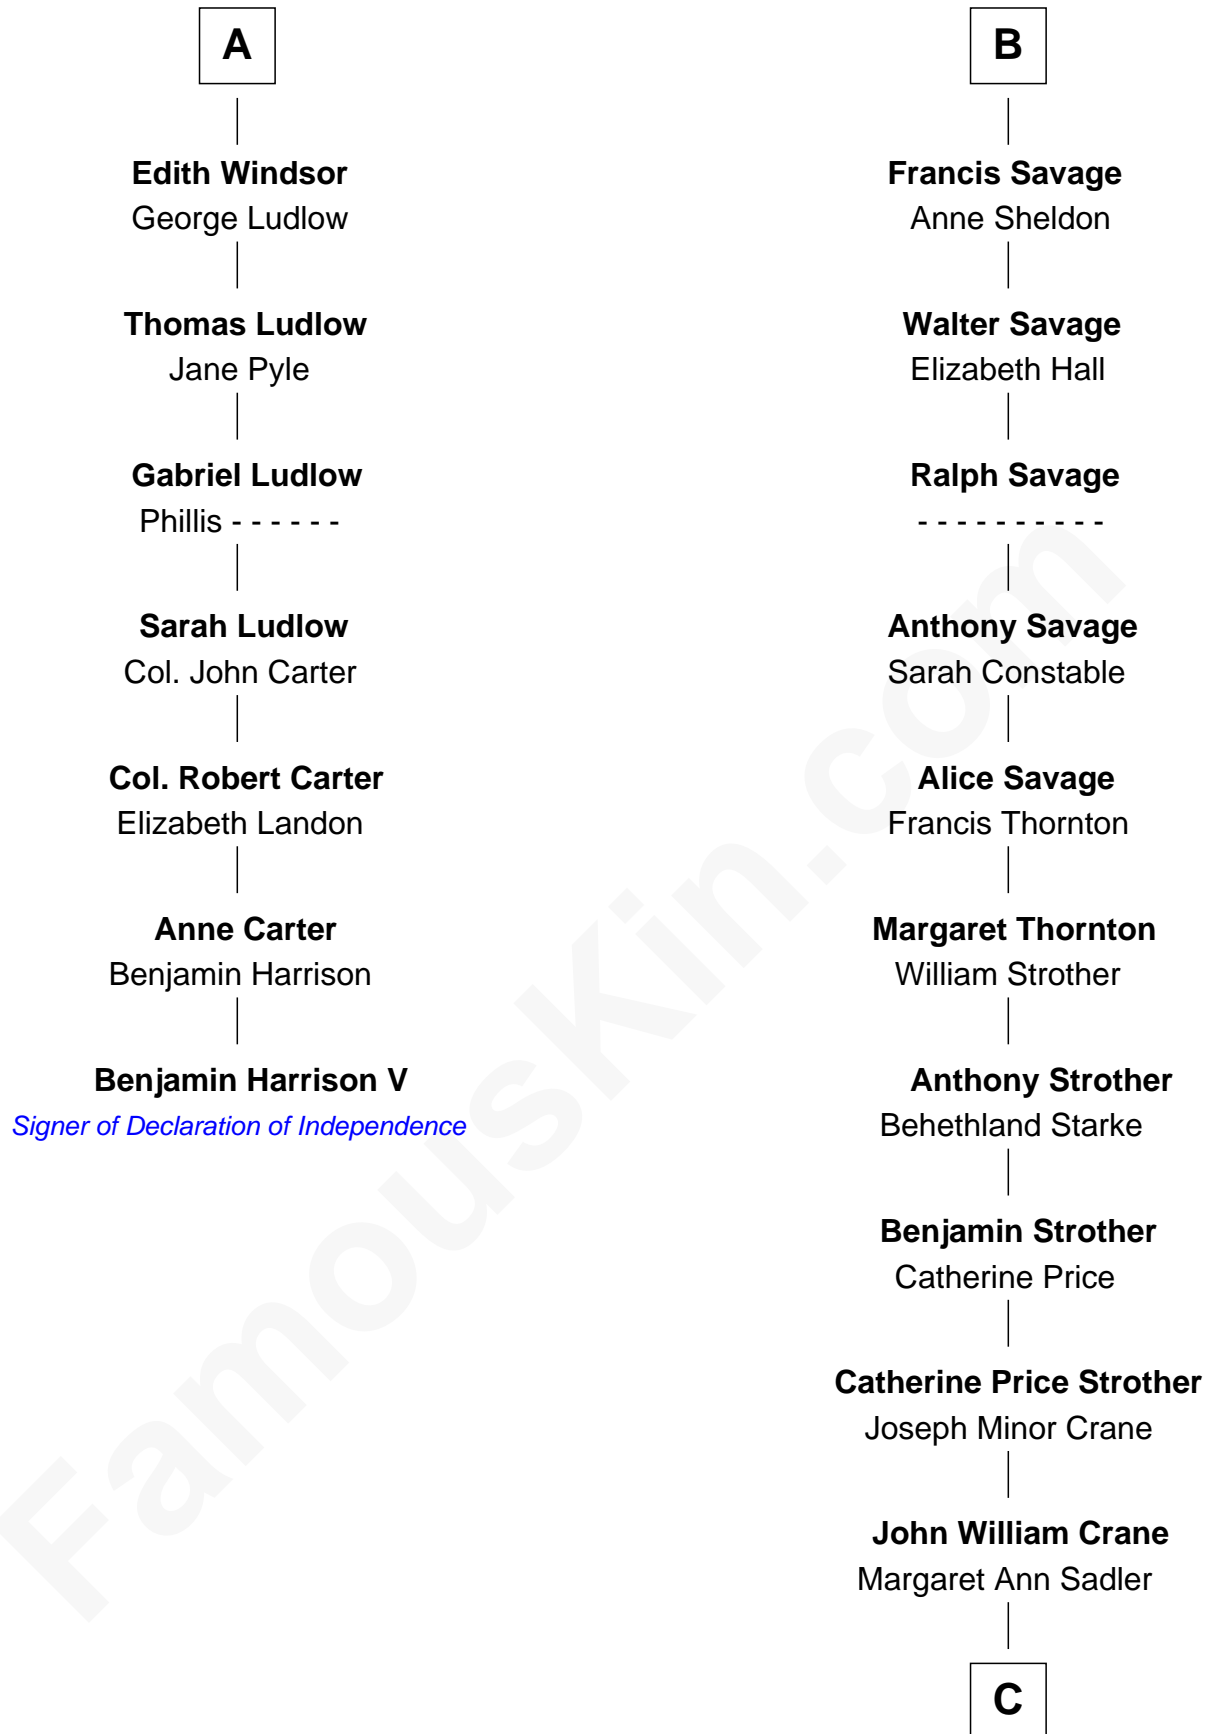 A
Edith Windsor
George Ludlow
Thomas Ludlow
Jane Pyle
Gabriel Ludlow
Phillis - - - - - -
Sarah Ludlow
Col. John Carter
Col. Robert Carter
Elizabeth Landon
Anne Carter
Benjamin Harrison
Benjamin Harrison V
Signer of Declaration of Independence
B
Francis Savage
Anne Sheldon
Walter Savage
Elizabeth Hall
Ralph Savage
- - - - - - - - - -
Anthony Savage
Sarah Constable
Alice Savage
Francis Thornton
Margaret Thornton
William Strother
Anthony Strother
Behethland Starke
Benjamin Strother
Catherine Price
Catherine Price Strother
Joseph Minor Crane
John William Crane
Margaret Ann Sadler
C
FamousKin.com